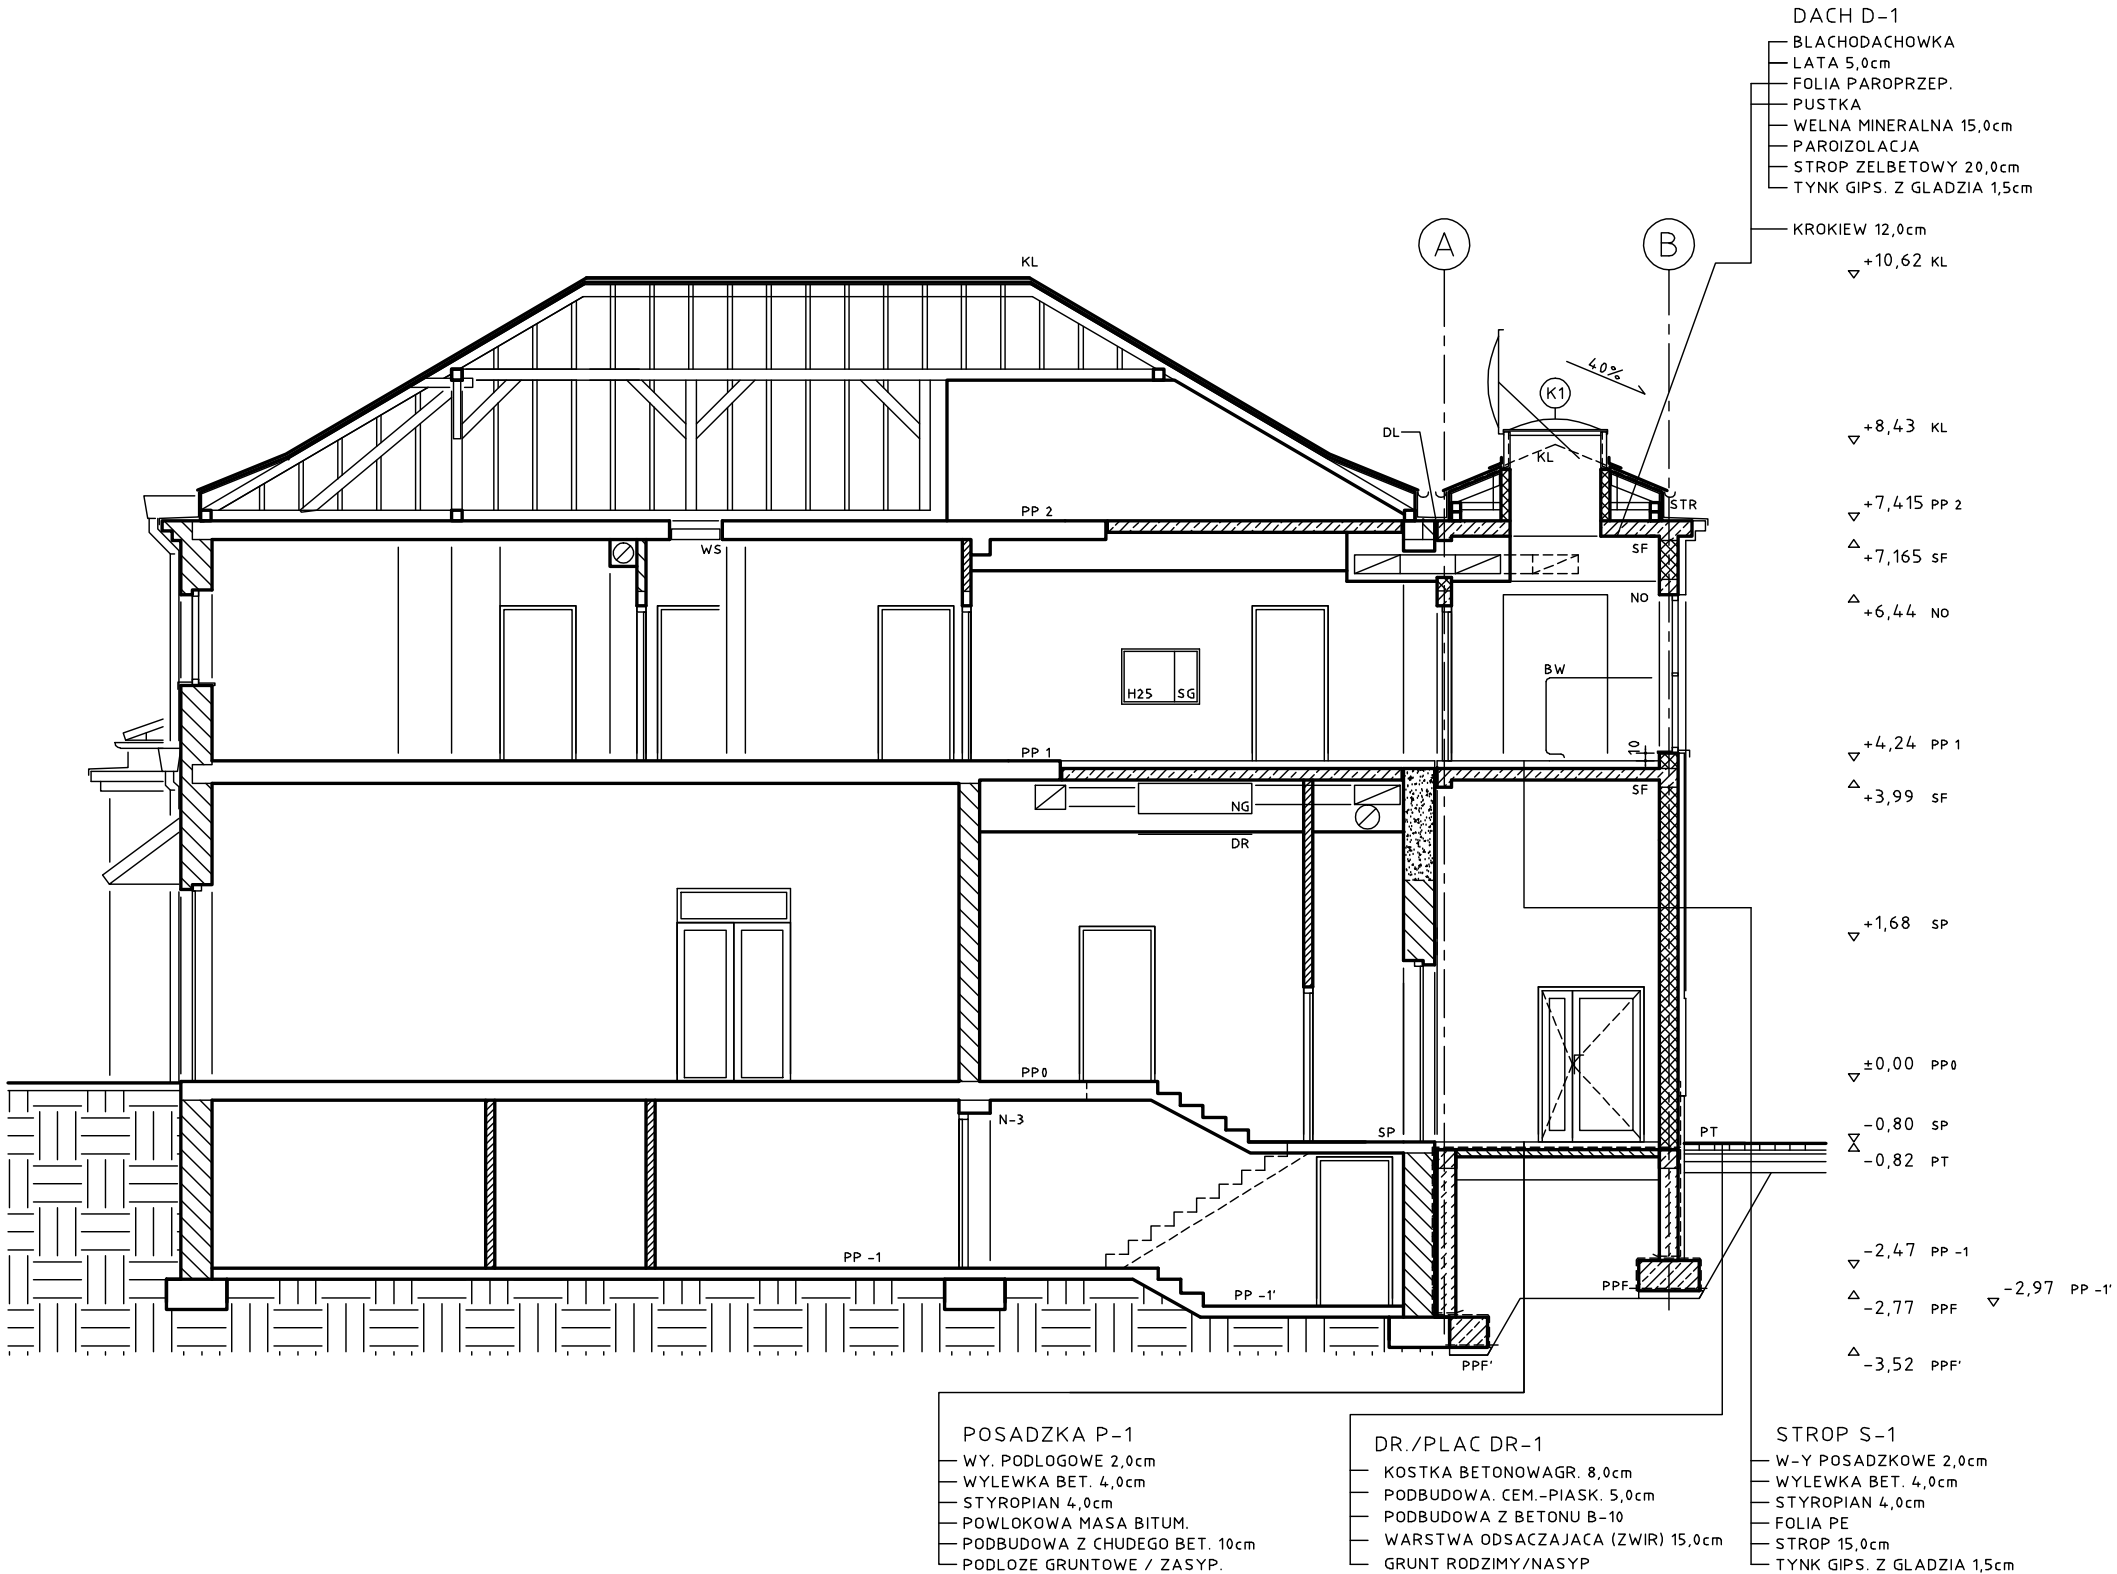 DACH D-1
BLACHODACHOWKA
LATA 5,0cm
FOLIA PAROPRZEP.
PUSTKA
WELNA MINERALNA 15,0cm
PAROIZOLACJA
STROP ZELBETOWY 20,0cm
TYNK GIPS. Z GLADZIA 1,5cm
KROKIEW 12,0cm
A
B
KL
+10,62 KL
40%
K1
DL
KL
+8,43 KL
PP 2
STR
+7,415 PP 2
WS
SF
+7,165 SF
NO
+6,44 NO
BW
H25
SG
10
PP 1
+4,24 PP 1
SF
+3,99 SF
NG
DR
+1,68 SP
PP0
±0,00 PP0
N-3
SP
PT
-0,80 SP
-0,82 PT
PP -1
-2,47 PP -1
PP -1'
PPF
-2,97 PP -1'
-2,77 PPF
PPF'
-3,52 PPF'
POSADZKA P-1
WY. PODLOGOWE 2,0cm
WYLEWKA BET. 4,0cm
STYROPIAN 4,0cm
POWLOKOWA MASA BITUM.
PODBUDOWA Z CHUDEGO BET. 10cm
PODLOZE GRUNTOWE / ZASYP.
DR./PLAC DR-1
KOSTKA BETONOWAGR. 8,0cm
PODBUDOWA. CEM.-PIASK. 5,0cm
PODBUDOWA Z BETONU B-10
WARSTWA ODSACZAJACA (ZWIR) 15,0cm
GRUNT RODZIMY/NASYP
STROP S-1
W-Y POSADZKOWE 2,0cm
WYLEWKA BET. 4,0cm
STYROPIAN 4,0cm
FOLIA PE
STROP 15,0cm
TYNK GIPS. Z GLADZIA 1,5cm